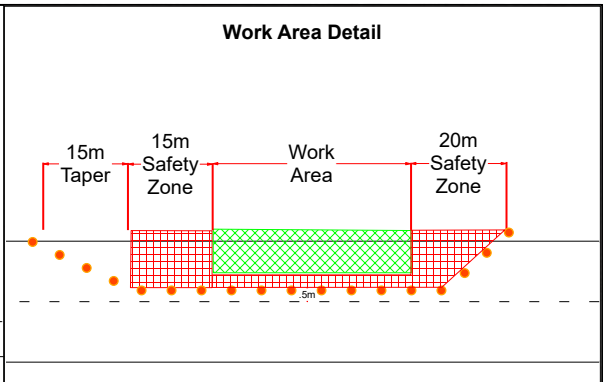 Work Area Detail
15m
Taper
15m
Safety
Zone
Work
Area
20m
Safety
Zone
.5m